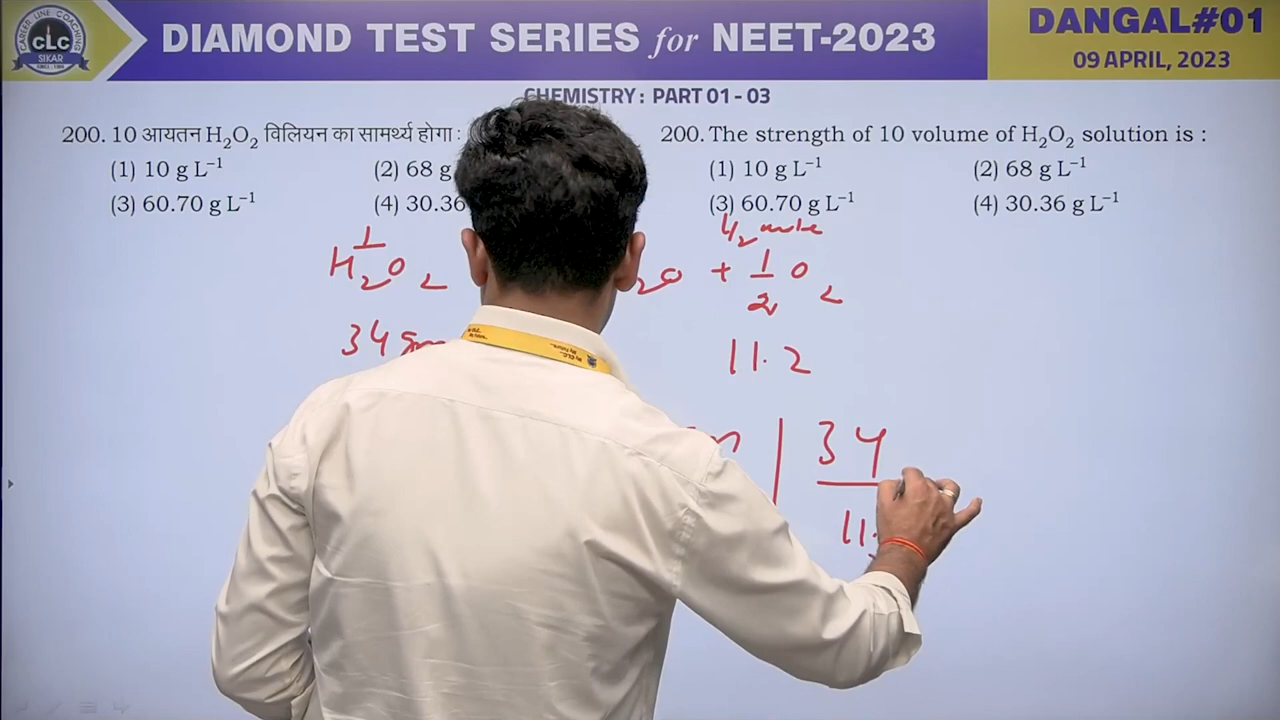 CAREER LINE COACHING
CLC
SIKAR
DIAMOND TEST SERIES for NEET-2023
DANGAL#01
09 APRIL, 2023
CHEMISTRY : PART 01 - 03
200. 10 आयतन H₂O₂ विलियन का सामर्थ्य होगा :
(1) 10 g L⁻¹ (2) 68 g
(3) 60.70 g L⁻¹ (4) 30.36
200. The strength of 10 volume of H₂O₂ solution is :
(1) 10 g L⁻¹ (2) 68 g L⁻¹
(3) 60.70 g L⁻¹ (4) 30.36 g L⁻¹
1 1/2 mole
H₂O₂ ₂O + 1/2 O₂
34 gm 11.2
34
11.